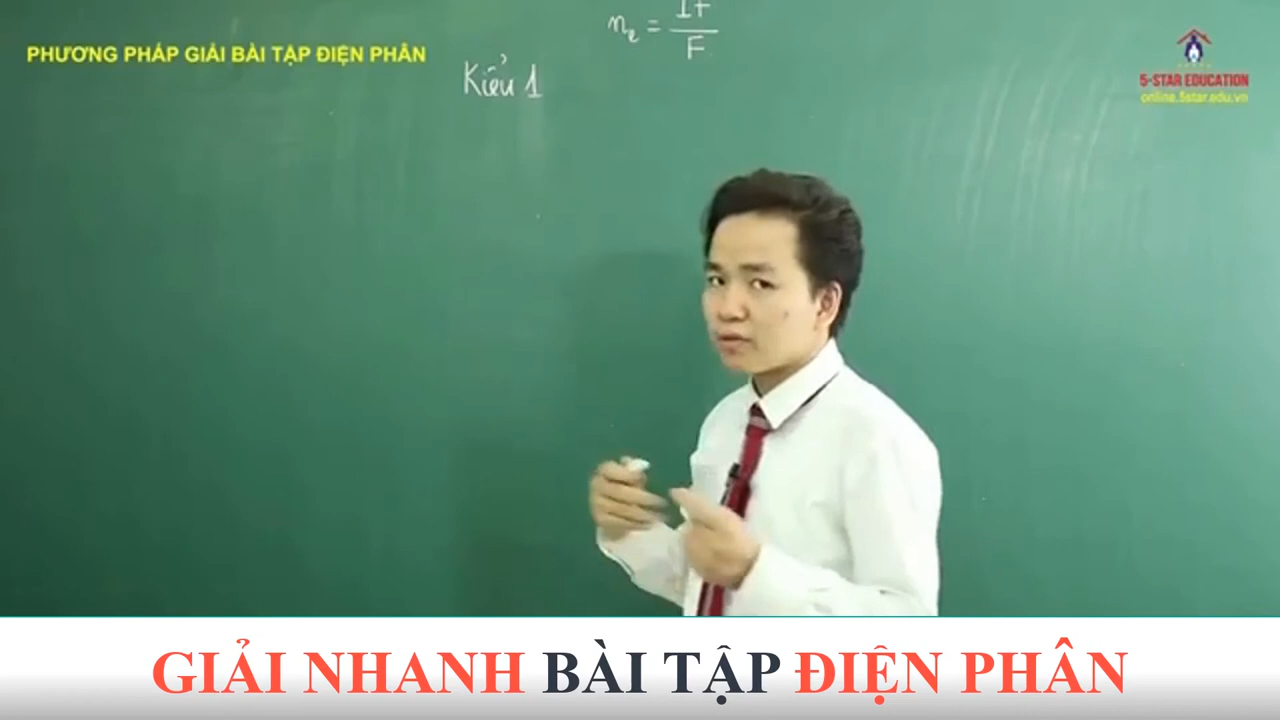 PHƯƠNG PHÁP GIẢI BÀI TẬP ĐIỆN PHÂN
nₑ = It / F
Kiểu 1
5-STAR EDUCATION
online.5star.edu.vn
GIẢI NHANH BÀI TẬP ĐIỆN PHÂN